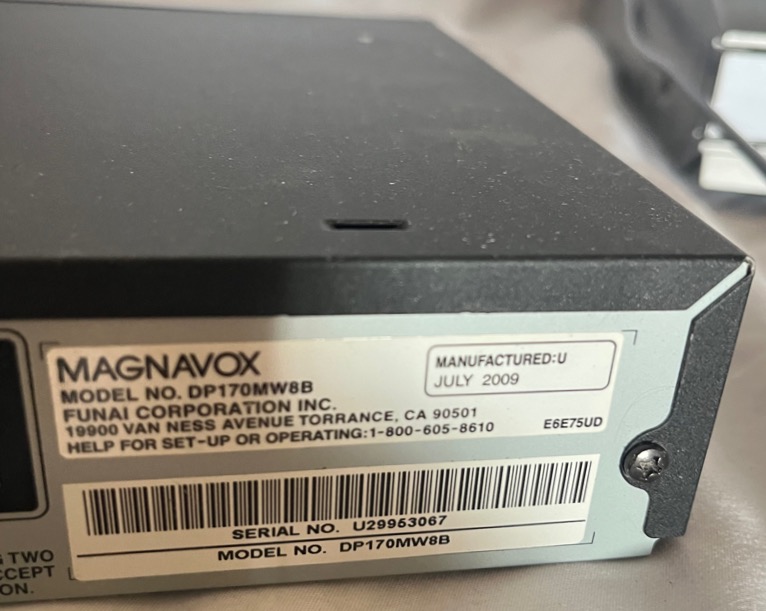 MAGNAVOX
MODEL NO. DP170MW8B
FUNAI CORPORATION INC.
19900 VAN NESS AVENUE TORRANCE, CA 90501
HELP FOR SET-UP OR OPERATING:1-800-605-8610
MANUFACTURED:U
JULY 2009
E6E75UD
SERIAL NO. U29953067
MODEL NO. DP170MW8B
TWO
CCEPT
ON.